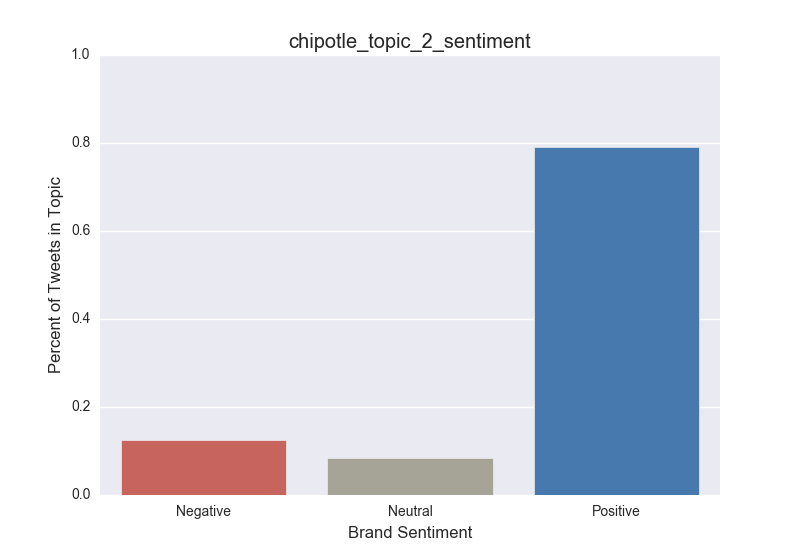 chipotle_topic_2_sentiment
1.0
0.8
0.6
0.4
0.2
0.0
Percent of Tweets in Topic
Negative Neutral Positive
Brand Sentiment